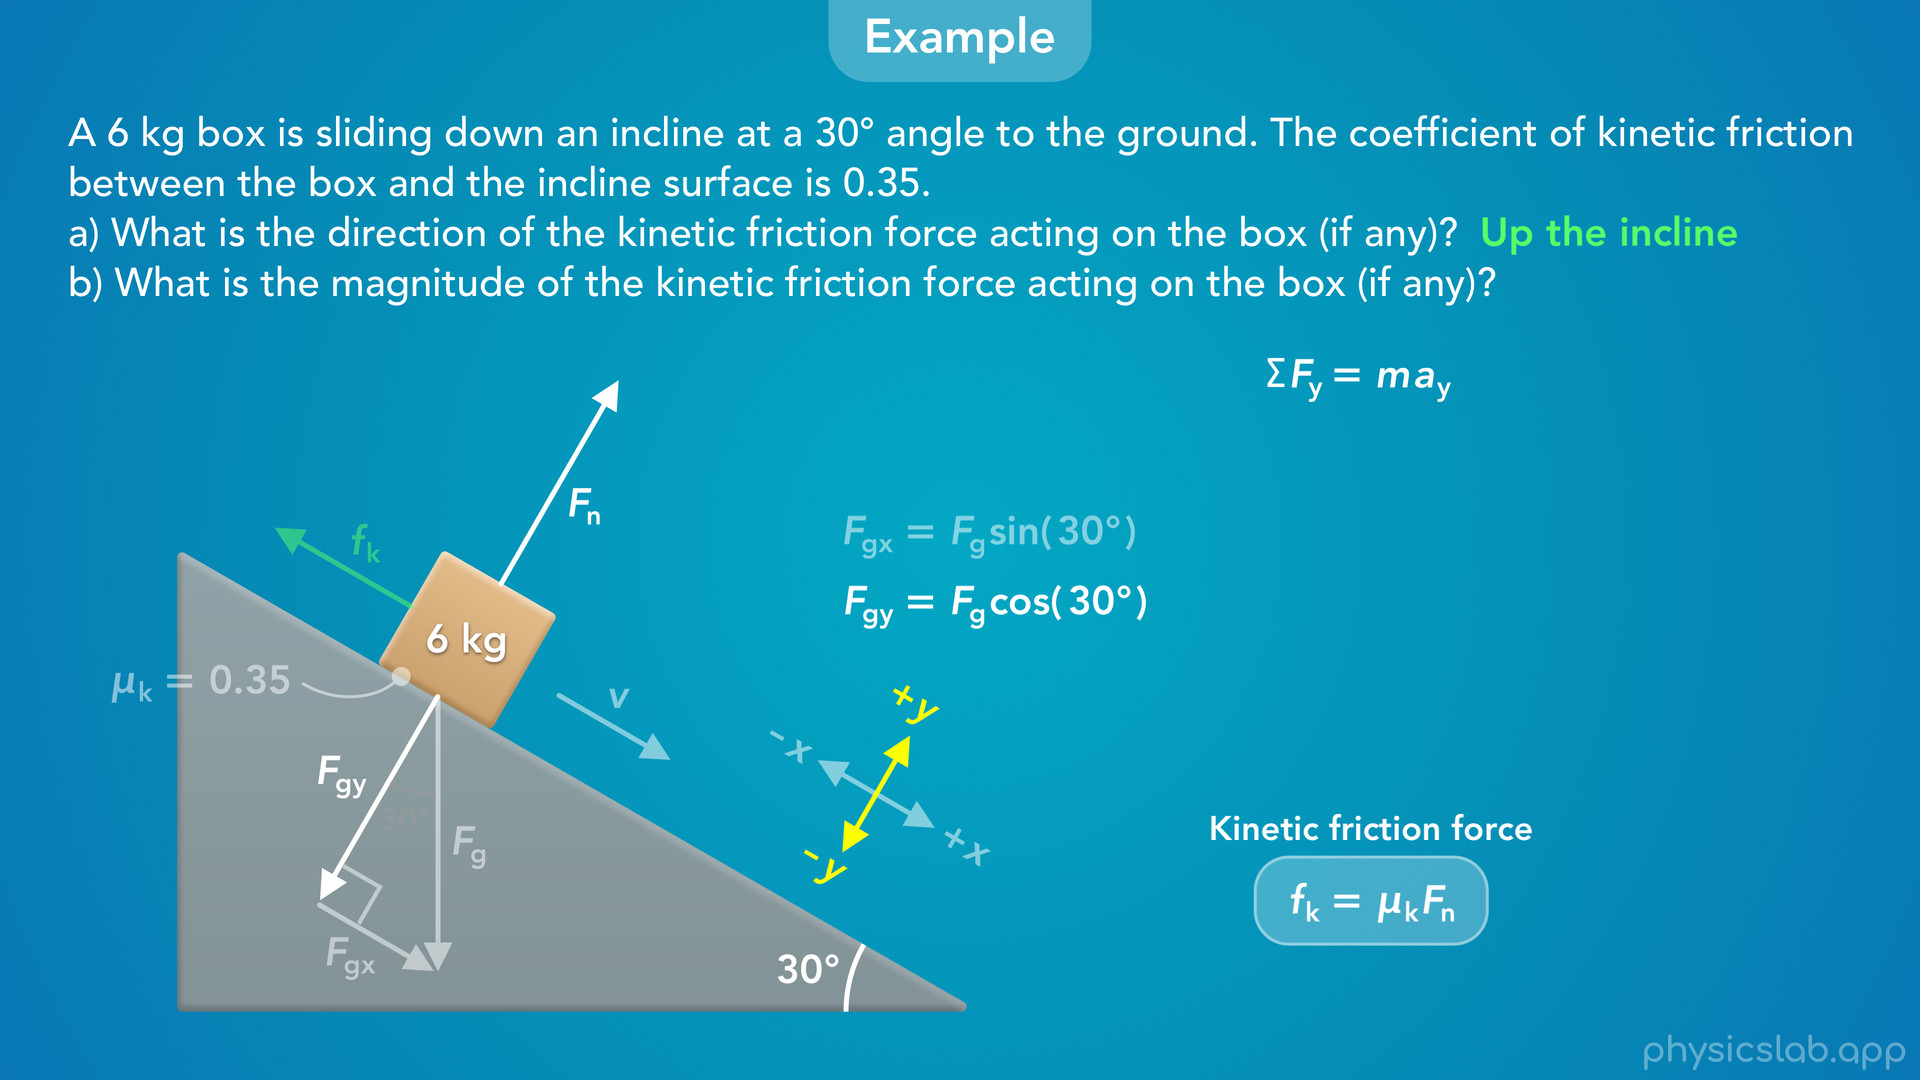 Example
A 6 kg box is sliding down an incline at a 30° angle to the ground. The coefficient of kinetic friction
between the box and the incline surface is 0.35.
a) What is the direction of the kinetic friction force acting on the box (if any)? Up the incline
b) What is the magnitude of the kinetic friction force acting on the box (if any)?
ΣFy = may
Fn
fk
Fgx = Fg sin(30°)
Fgy = Fg cos(30°)
6 kg
μk = 0.35
v
+y
-x
Fgy
30°
Fg
+x
-y
Kinetic friction force
fk = μkFn
Fgx
30°
physicslab.app